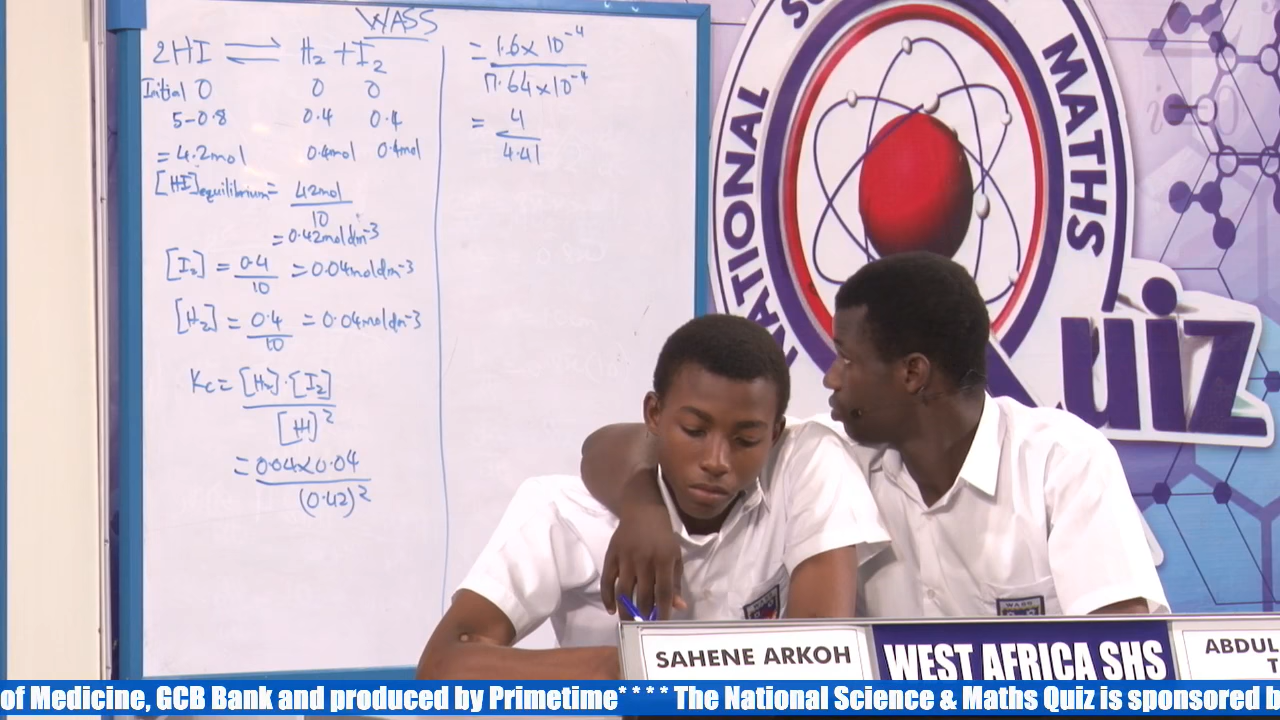 WASS
2HI ⇌ H₂ + I₂
Initial 0 0 0
5-0.8 0.4 0.4
= 4.2mol 0.4mol 0.4mol
[HI]equilibrium = 4.2mol
10
= 0.42moldm⁻³
[I₂] = 0.4 = 0.04moldm⁻³
10
[H₂] = 0.4 = 0.04moldm⁻³
10
Kc = [H₂]·[I₂]
[HI]²
= 0.04×0.04
(0.42)²
= 1.6×10⁻⁴
17.64×10⁻⁴
= 4
4.41
NATIONAL
MATHS
Quiz
WASS
WASS
SAHENE ARKOH
WEST AFRICA SHS
ABDUL
of Medicine, GCB Bank and produced by Primetime**** The National Science & Maths Quiz is sponsored b